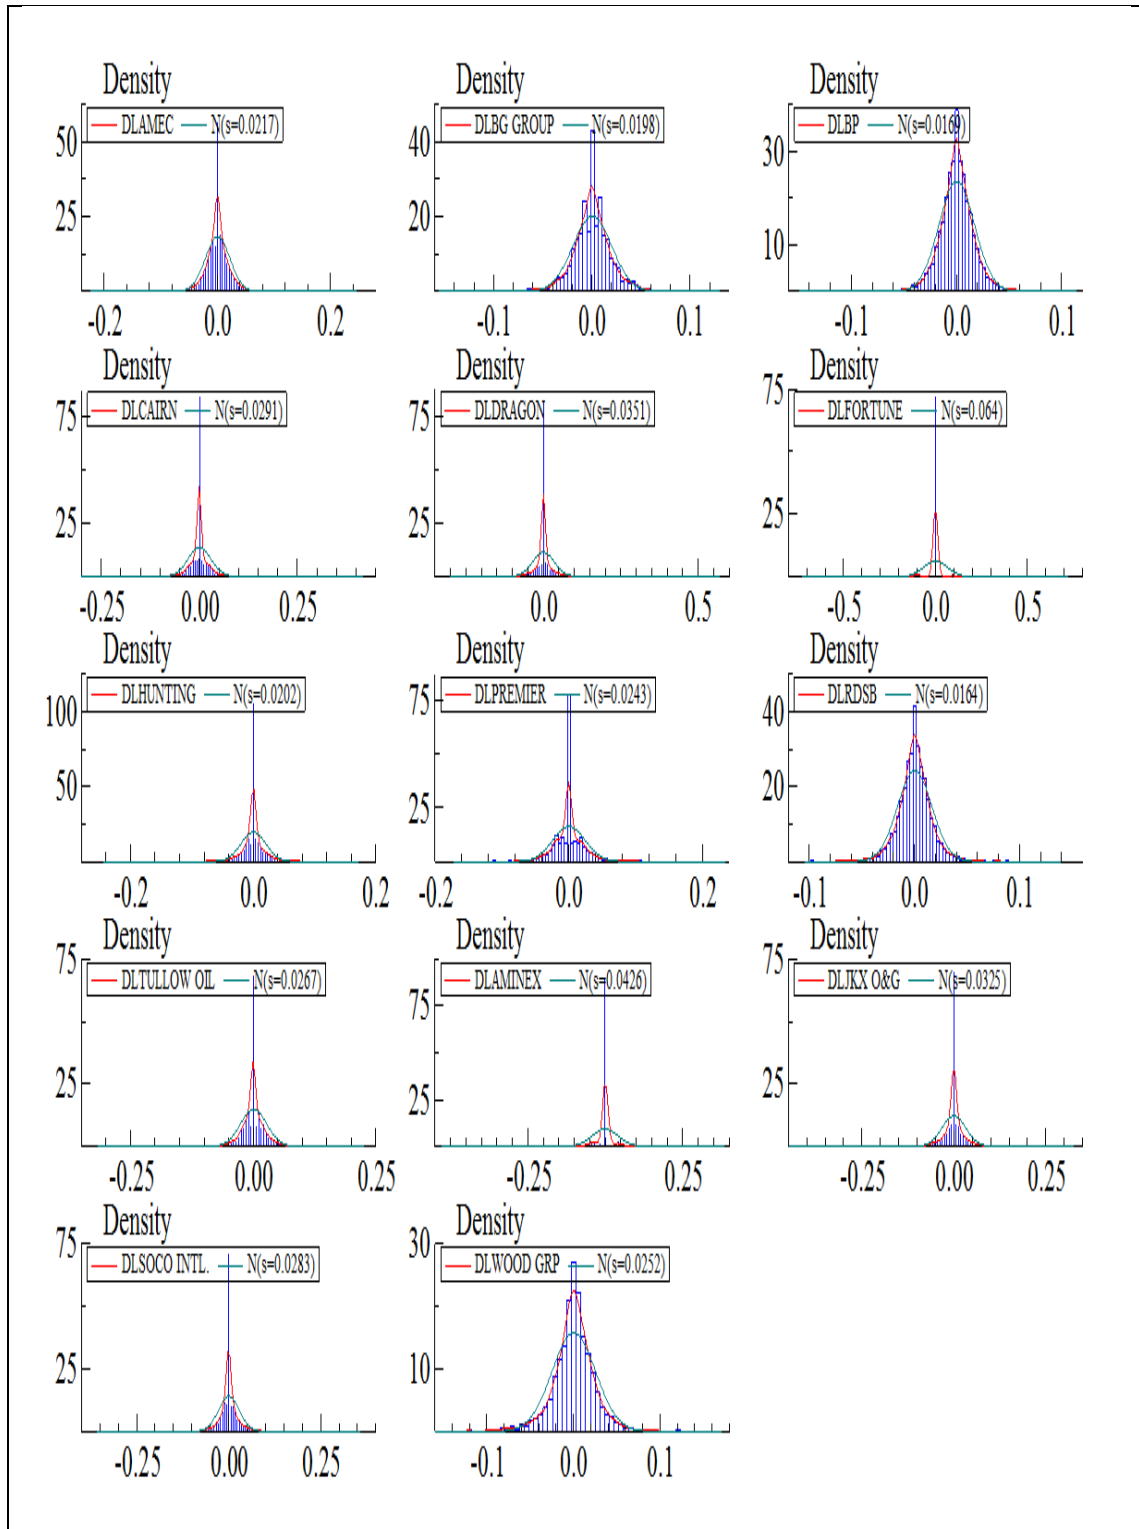 Density Density Density
DLAMEC N(s=0.0217) DLBG GROUP N(s=0.0198) DLBP N(s=0.0169)
50 40 30
25 20 10
-0.2 0.0 0.2 -0.1 0.0 0.1 -0.1 0.0 0.1
Density Density Density
DLCAIRN N(s=0.0291) DLDRAGON N(s=0.0351) DLFORTUNE N(s=0.064)
75 75 75
25 25 25
-0.25 0.00 0.25 0.0 0.5 -0.5 0.0 0.5
Density Density Density
DLHUNTING N(s=0.0202) DLPREMIER N(s=0.0243) DLRDSB N(s=0.0164)
100 75 40
50 25 20
-0.2 0.0 0.2 -0.2 0.0 0.2 -0.1 0.0 0.1
Density Density Density
DLTULLOW OIL N(s=0.0267) DLAMINEX N(s=0.0426) DLJKX O&G N(s=0.0325)
75 75 75
25 25 25
-0.25 0.00 0.25 -0.25 0.25 -0.25 0.00 0.25
Density Density
DLSOCO INTL. N(s=0.0283) DLWOOD GRP N(s=0.0252)
75 30
25 10
-0.25 0.00 0.25 -0.1 0.0 0.1